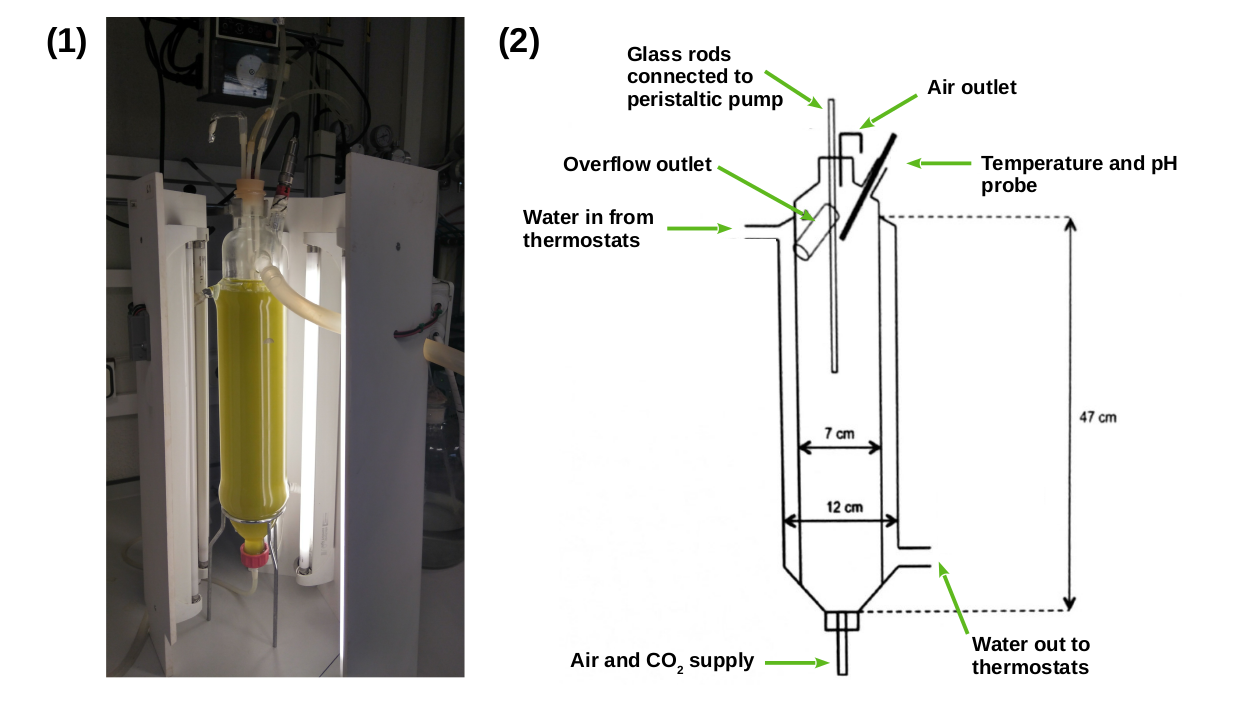 (1)
(2)
Glass rods
connected to
peristaltic pump
Air outlet
Overflow outlet
Temperature and pH
probe
Water in from
thermostats
47 cm
7 cm
12 cm
Water out to
thermostats
Air and CO2 supply